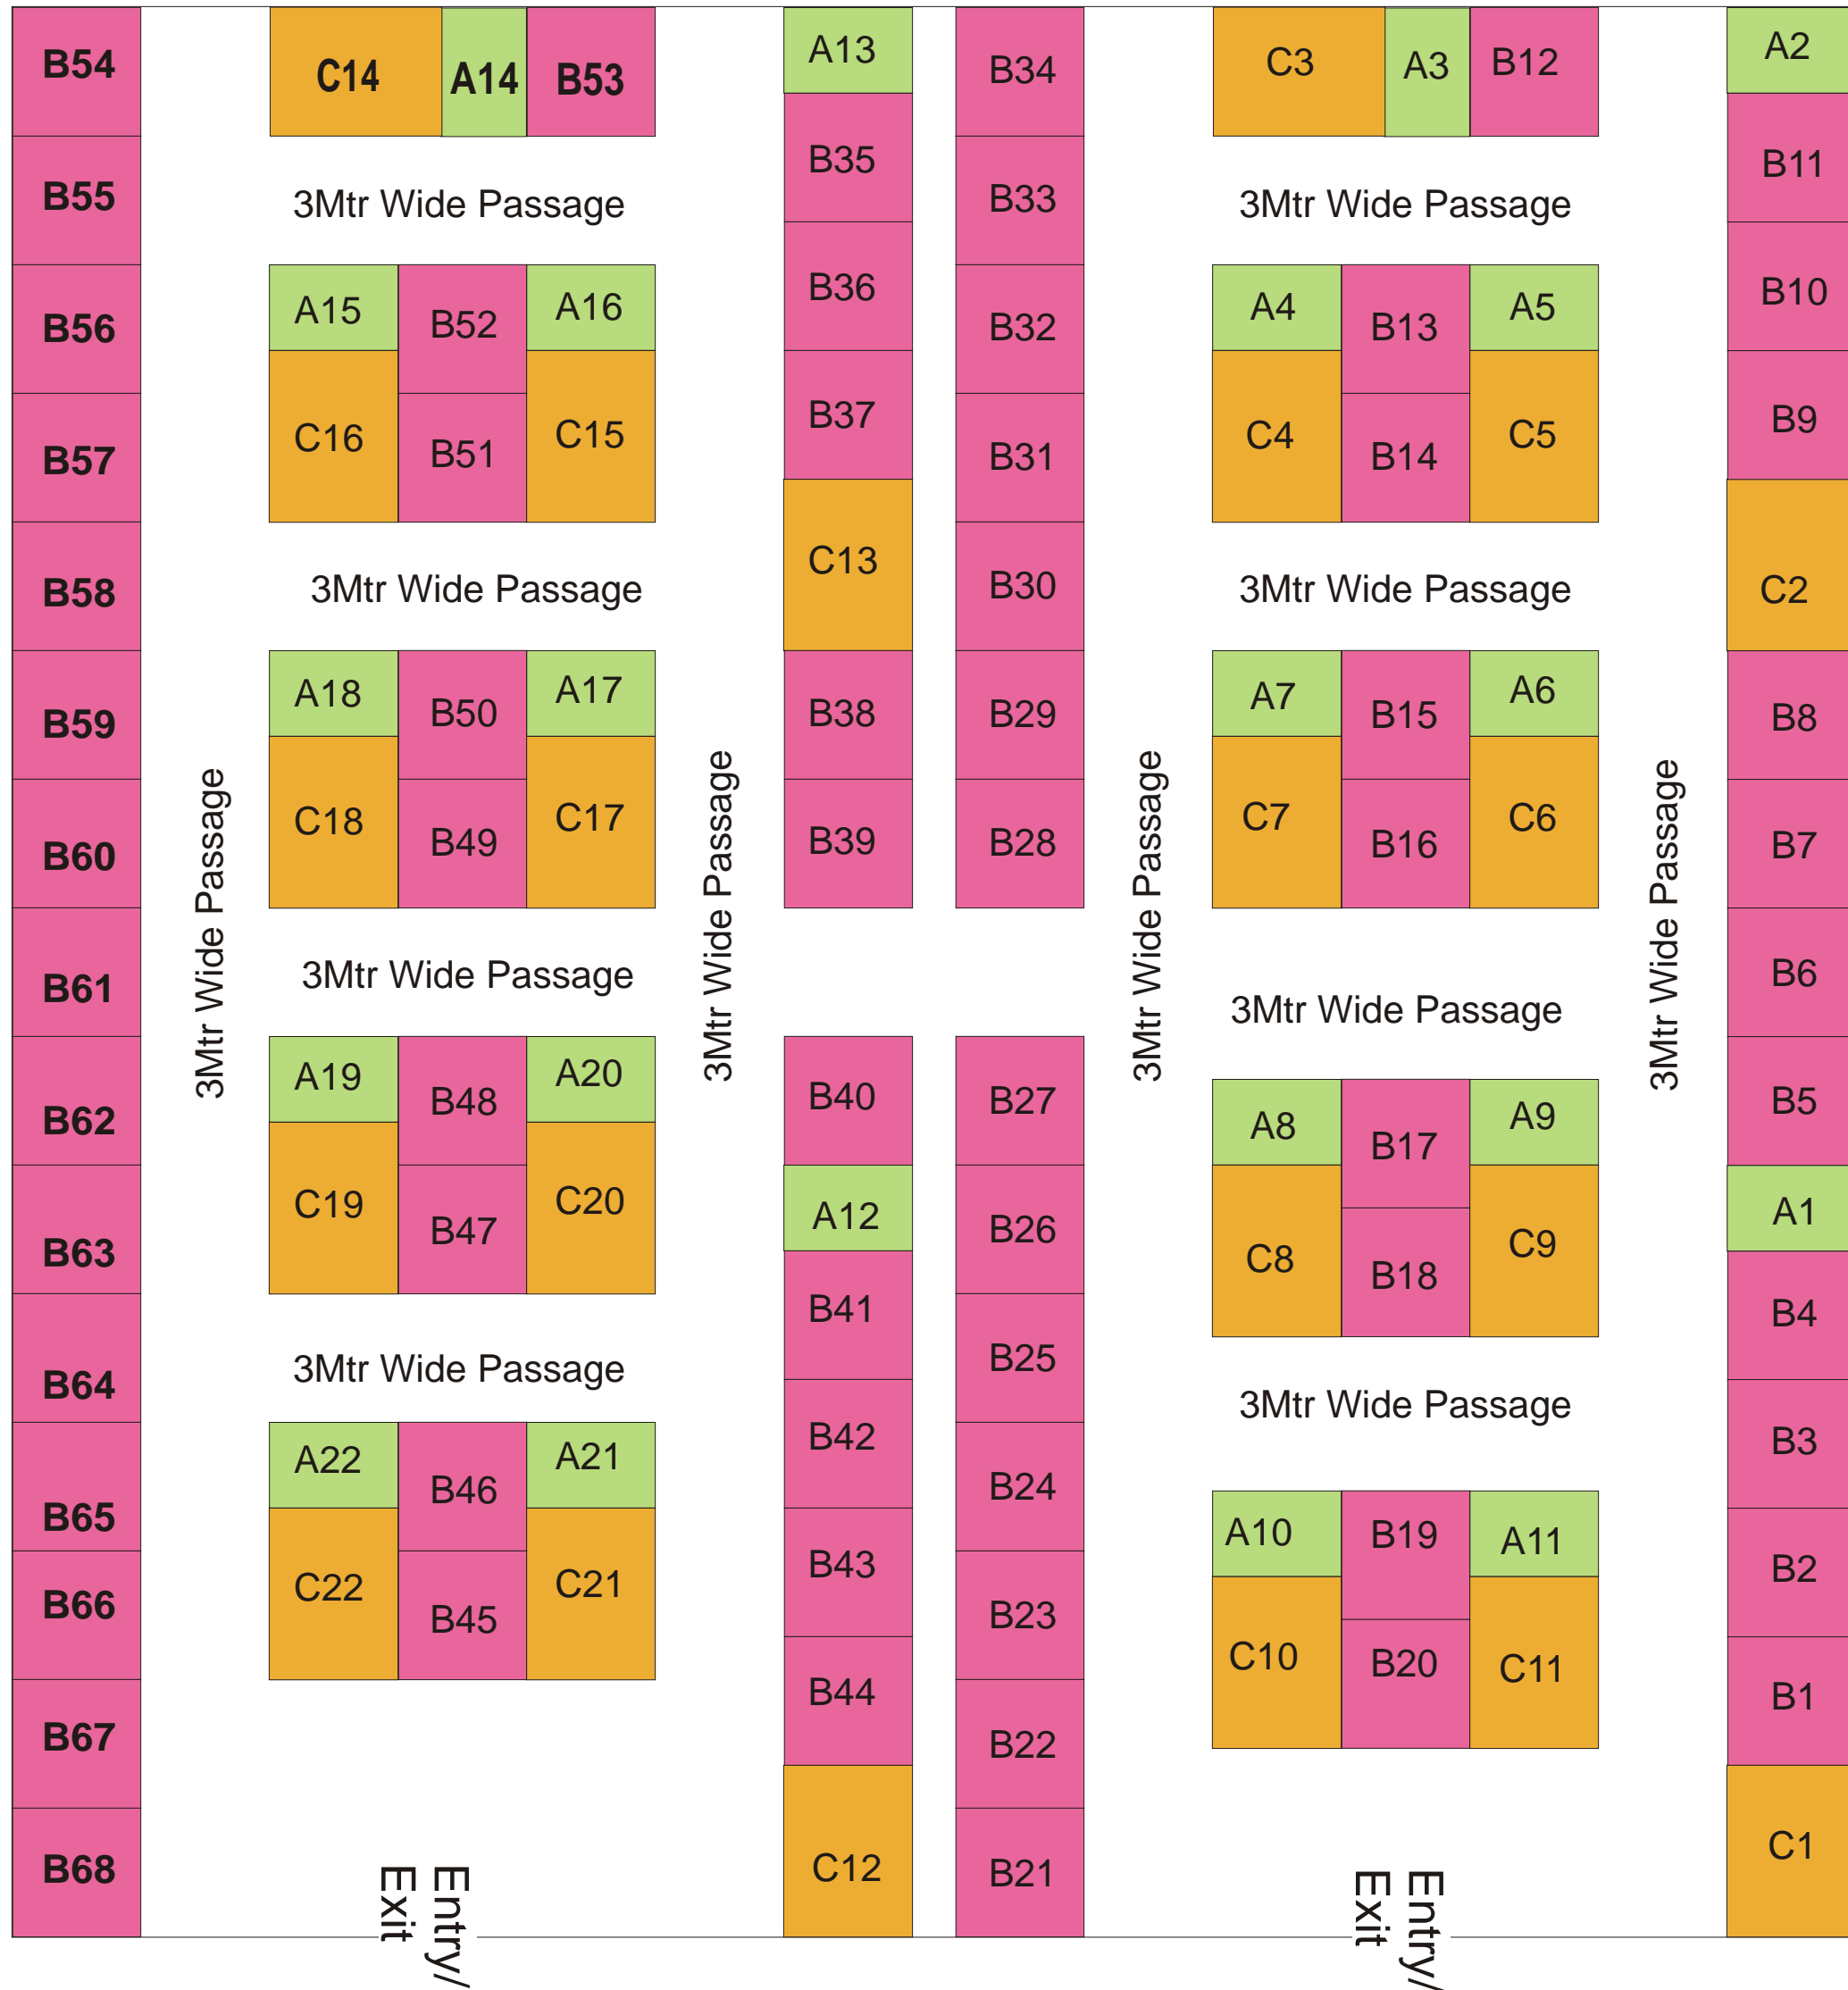 B54
C14
A14
B53
A13
B34
C3
A3
B12
A2
B55
3Mtr Wide Passage
B35
B33
3Mtr Wide Passage
B11
B56
A15
B52
A16
B36
B32
A4
B13
A5
B10
B57
C16
B51
C15
B37
B31
C4
B14
C5
B9
B58
3Mtr Wide Passage
C13
B30
3Mtr Wide Passage
C2
B59
A18
B50
A17
B38
B29
A7
B15
A6
B8
B60
C18
B49
C17
B39
B28
C7
B16
C6
B7
3Mtr Wide Passage
3Mtr Wide Passage
3Mtr Wide Passage
3Mtr Wide Passage
B61
3Mtr Wide Passage
3Mtr Wide Passage
B6
B62
A19
B48
A20
B40
B27
A8
B17
A9
B5
B63
C19
B47
C20
A12
B26
C8
B18
C9
A1
B64
3Mtr Wide Passage
B41
B25
3Mtr Wide Passage
B4
B65
A22
B46
A21
B42
B24
A10
B19
A11
B3
B66
C22
B45
C21
B43
B23
C10
B20
C11
B2
B67
B44
B22
B1
B68
Entry/
Exit
C12
B21
Entry/
Exit
C1